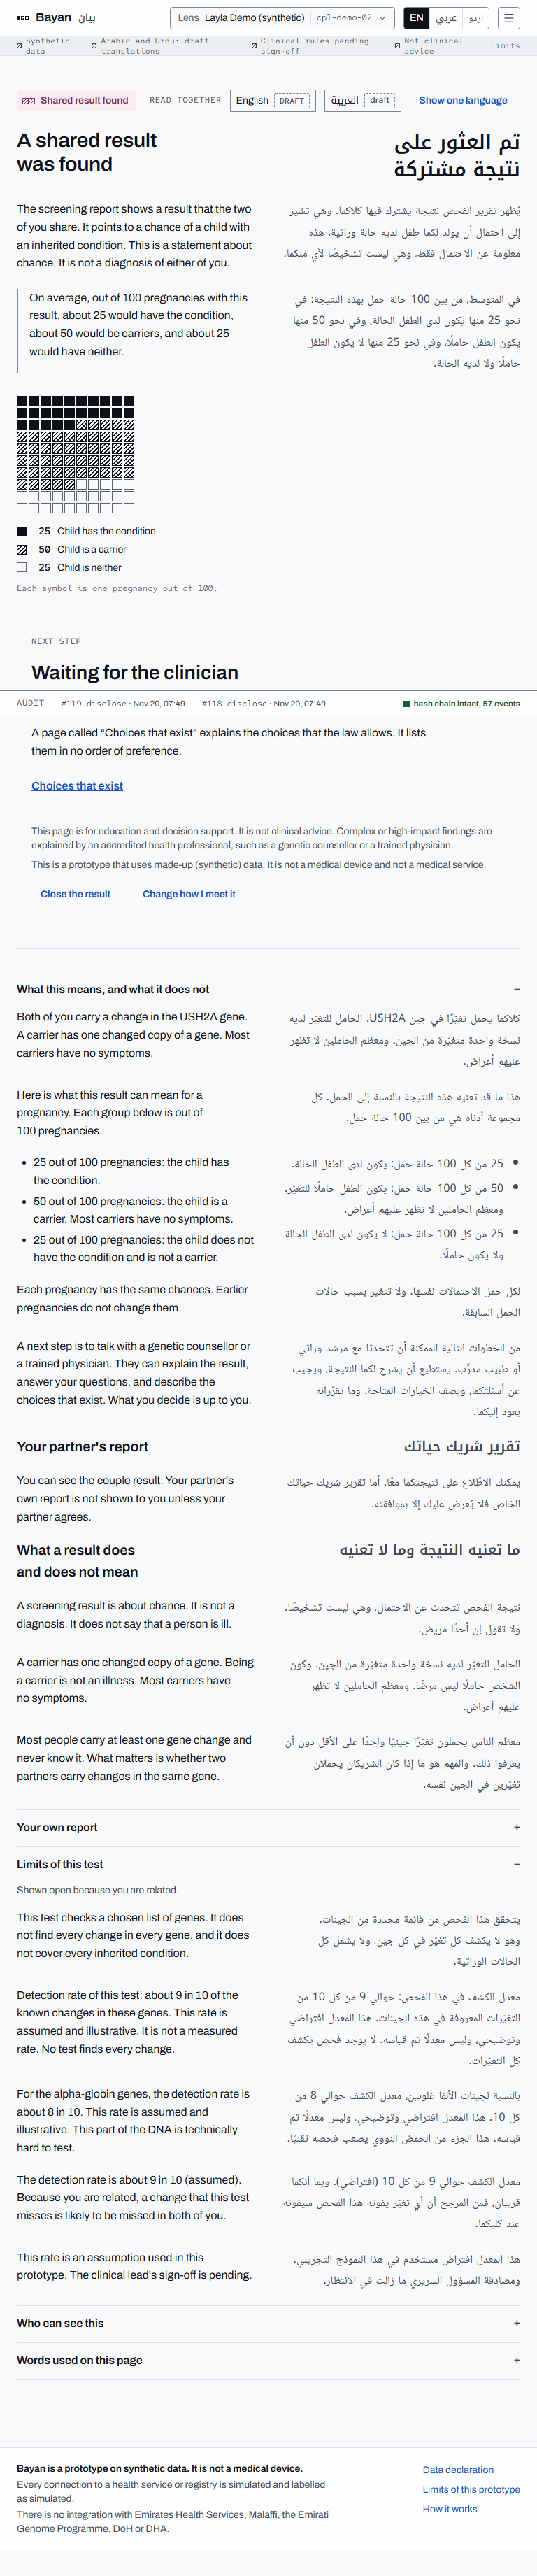 Bayan بيان
Lens Layla Demo (synthetic) cpl-demo-02
EN عربي اردو
Synthetic data
Arabic and Urdu: draft translations
Clinical rules pending sign-off
Not clinical advice
Limits
Shared result found
READ TOGETHER
English DRAFT
العربية draft
Show one language
A shared result
was found
تم العثور على
نتيجة مشتركة
The screening report shows a result that the two
of you share. It points to a chance of a child with
an inherited condition. This is a statement about
chance. It is not a diagnosis of either of you.
يُظهر تقرير الفحص نتيجة يشترك فيها كلاكما. وهي تشير
إلى احتمال أن يولد لكما طفل لديه حالة وراثية. هذه
معلومة عن الاحتمال فقط، وهي ليست تشخيصًا لأي منكما.
On average, out of 100 pregnancies with this
result, about 25 would have the condition,
about 50 would be carriers, and about 25
would have neither.
في المتوسط، من بين 100 حالة حمل بهذه النتيجة: في
نحو 25 منها يكون لدى الطفل الحالة، وفي نحو 50 منها
يكون الطفل حاملًا، وفي نحو 25 منها لا يكون الطفل
حاملًا ولا لديه الحالة.
25 Child has the condition
50 Child is a carrier
25 Child is neither
Each symbol is one pregnancy out of 100.
NEXT STEP
Waiting for the clinician
AUDIT #119 disclose · Nov 20, 07:49 #118 disclose · Nov 20, 07:49 hash chain intact, 57 events
A page called “Choices that exist” explains the choices that the law allows. It lists
them in no order of preference.
Choices that exist
This page is for education and decision support. It is not clinical advice. Complex or high-impact findings are
explained by an accredited health professional, such as a genetic counsellor or a trained physician.
This is a prototype that uses made-up (synthetic) data. It is not a medical device and not a medical service.
Close the result Change how I meet it
What this means, and what it does not −
Both of you carry a change in the USH2A gene.
A carrier has one changed copy of a gene. Most
carriers have no symptoms.
كلاكما يحمل تغيّرًا في جين USH2A. الحامل للتغيّر لديه
نسخة واحدة متغيّرة من الجين. ومعظم الحاملين لا تظهر
عليهم أعراض.
Here is what this result can mean for a
pregnancy. Each group below is out of
100 pregnancies.
هذا ما قد تعنيه هذه النتيجة بالنسبة إلى الحمل. كل
مجموعة أدناه هي من بين 100 حالة حمل.
• 25 out of 100 pregnancies: the child has
the condition.
• 50 out of 100 pregnancies: the child is a
carrier. Most carriers have no symptoms.
• 25 out of 100 pregnancies: the child does not
have the condition and is not a carrier.
• 25 من كل 100 حالة حمل: يكون لدى الطفل الحالة.
• 50 من كل 100 حالة حمل: يكون الطفل حاملًا للتغيّر.
ومعظم الحاملين لا تظهر عليهم أعراض.
• 25 من كل 100 حالة حمل: لا يكون لدى الطفل الحالة
ولا يكون حاملًا.
Each pregnancy has the same chances. Earlier
pregnancies do not change them.
لكل حمل الاحتمالات نفسها. ولا تتغير بسبب حالات
الحمل السابقة.
A next step is to talk with a genetic counsellor or
a trained physician. They can explain the result,
answer your questions, and describe the
choices that exist. What you decide is up to you.
من الخطوات التالية الممكنة أن تتحدثا مع مرشد وراثي
أو طبيب مدرَّب. يستطيع أن يشرح لكما النتيجة، ويجيب
عن أسئلتكما، ويصف الخيارات المتاحة. وما تقرّرانه
يعود إليكما.
Your partner's report
تقرير شريك حياتك
You can see the couple result. Your partner's
own report is not shown to you unless your
partner agrees.
يمكنك الاطّلاع على نتيجتكما معًا. أما تقرير شريك حياتك
الخاص فلا يُعرض عليك إلا بموافقته.
What a result does
and does not mean
ما تعنيه النتيجة وما لا تعنيه
A screening result is about chance. It is not a
diagnosis. It does not say that a person is ill.
نتيجة الفحص تتحدث عن الاحتمال، وهي ليست تشخيصًا.
ولا تقول إن أحدًا مريض.
A carrier has one changed copy of a gene. Being
a carrier is not an illness. Most carriers have
no symptoms.
الحامل للتغيّر لديه نسخة واحدة متغيّرة من الجين. وكون
الشخص حاملًا ليس مرضًا. ومعظم الحاملين لا تظهر
عليهم أعراض.
Most people carry at least one gene change and
never know it. What matters is whether two
partners carry changes in the same gene.
معظم الناس يحملون تغيّرًا جينيًا واحدًا على الأقل دون أن
يعرفوا ذلك. والمهم هو ما إذا كان الشريكان يحملان
تغيّرين في الجين نفسه.
Your own report +
Limits of this test −
Shown open because you are related.
This test checks a chosen list of genes. It does
not find every change in every gene, and it does
not cover every inherited condition.
يتحقق هذا الفحص من قائمة محددة من الجينات.
وهو لا يكشف كل تغيّر في كل جين، ولا يشمل كل
الحالات الوراثية.
Detection rate of this test: about 9 in 10 of the
known changes in these genes. This rate is
assumed and illustrative. It is not a measured
rate. No test finds every change.
معدل الكشف في هذا الفحص: حوالي 9 من كل 10 من
التغيّرات المعروفة في هذه الجينات. هذا المعدل افتراضي
وتوضيحي، وليس معدلًا تم قياسه. لا يوجد فحص يكشف
كل التغيّرات.
For the alpha-globin genes, the detection rate is
about 8 in 10. This rate is assumed and
illustrative. This part of the DNA is technically
hard to test.
بالنسبة لجينات الألفا غلوبين، معدل الكشف حوالي 8 من
كل 10. هذا المعدل افتراضي وتوضيحي، وليس معدلًا تم
قياسه. هذا الجزء من الحمض النووي يصعب فحصه تقنيًا.
The detection rate is about 9 in 10 (assumed).
Because you are related, a change that this test
misses is likely to be missed in both of you.
معدل الكشف حوالي 9 من كل 10 (افتراضي). وبما أنكما
قريبان، فمن المرجح أن أي تغيّر يفوته هذا الفحص سيفوته
عند كليكما.
This rate is an assumption used in this
prototype. The clinical lead's sign-off is pending.
هذا المعدل افتراض مستخدم في هذا النموذج التجريبي.
ومصادقة المسؤول السريري ما زالت في الانتظار.
Who can see this +
Words used on this page +
Bayan is a prototype on synthetic data. It is not a medical device.
Every connection to a health service or registry is simulated and labelled
as simulated.
There is no integration with Emirates Health Services, Malaffi, the Emirati
Genome Programme, DoH or DHA.
Data declaration
Limits of this prototype
How it works